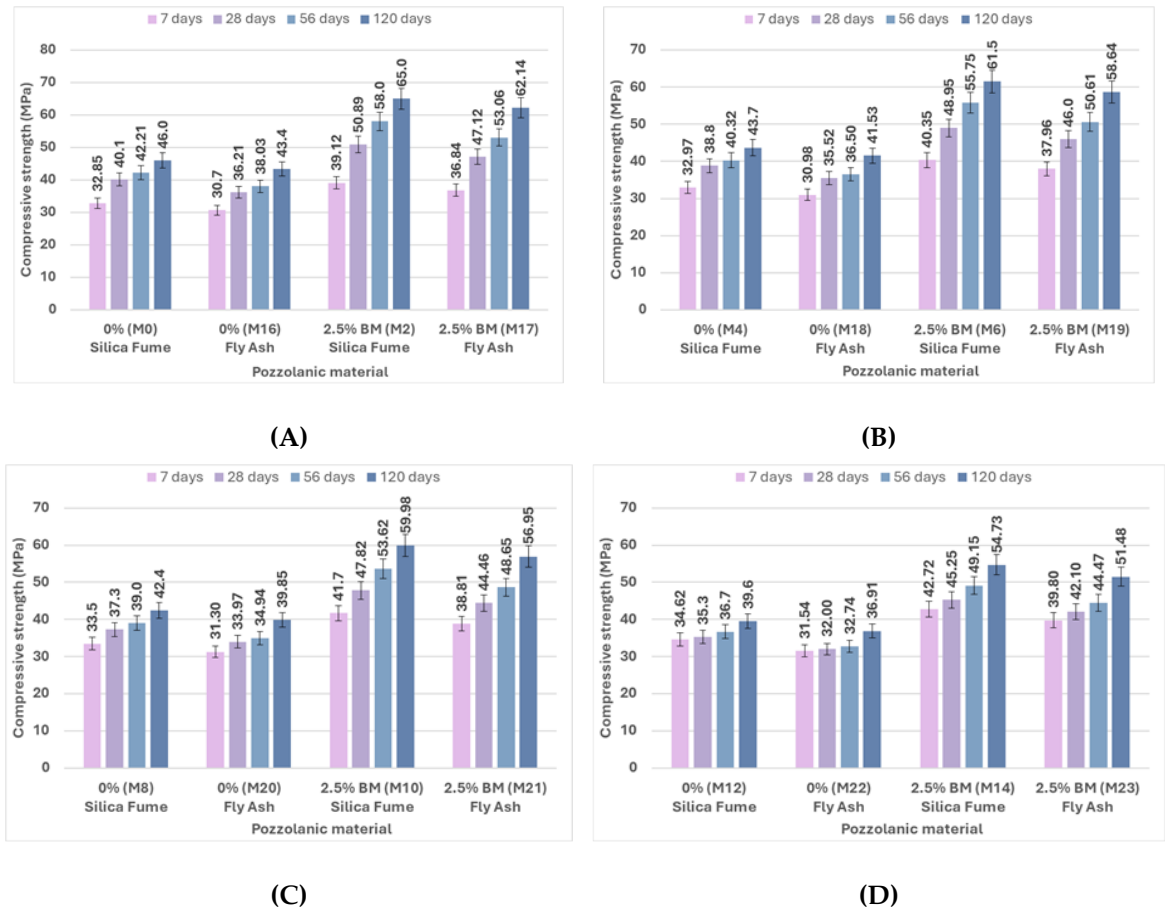 7 days 28 days 56 days 120 days
Compressive strength (MPa)
80
70
60
50
40
30
20
10
0
32.85 40.1 42.21 46.0
30.7 36.21 38.03 43.4
39.12 50.89 58.0 65.0
36.84 47.12 53.06 62.14
0% (M0) 0% (M16) 2.5% BM (M2) 2.5% BM (M17)
Silica Fume Fly Ash Silica Fume Fly Ash
Pozzolanic material
(A)
7 days 28 days 56 days 120 days
Compressive strength (MPa)
70
60
50
40
30
20
10
0
32.97 38.8 40.32 43.7
30.98 35.52 36.50 41.53
40.35 48.95 55.75 61.5
37.96 46.0 50.61 58.64
0% (M4) 0% (M18) 2.5% BM (M6) 2.5% BM (M19)
Silica Fume Fly Ash Silica Fume Fly Ash
Pozzolanic material
(B)
7 days 28 days 56 days 120 days
Compressive strength (MPa)
70
60
50
40
30
20
10
0
33.5 37.3 39.0 42.4
31.30 33.97 34.94 39.85
41.7 47.82 53.62 59.98
38.81 44.46 48.65 56.95
0% (M8) 0% (M20) 2.5% BM (M10) 2.5% BM (M21)
Silica Fume Fly Ash Silica Fume Fly Ash
Pozzolanic material
(C)
7 days 28 days 56 days 120 days
Compressive strength (MPa)
70
60
50
40
30
20
10
0
34.62 35.3 36.7 39.6
31.54 32.00 32.74 36.91
42.72 45.25 49.15 54.73
39.80 42.10 44.47 51.48
0% (M12) 0% (M22) 2.5% BM (M14) 2.5% BM (M23)
Silica Fume Fly Ash Silica Fume Fly Ash
Pozzolanic material
(D)